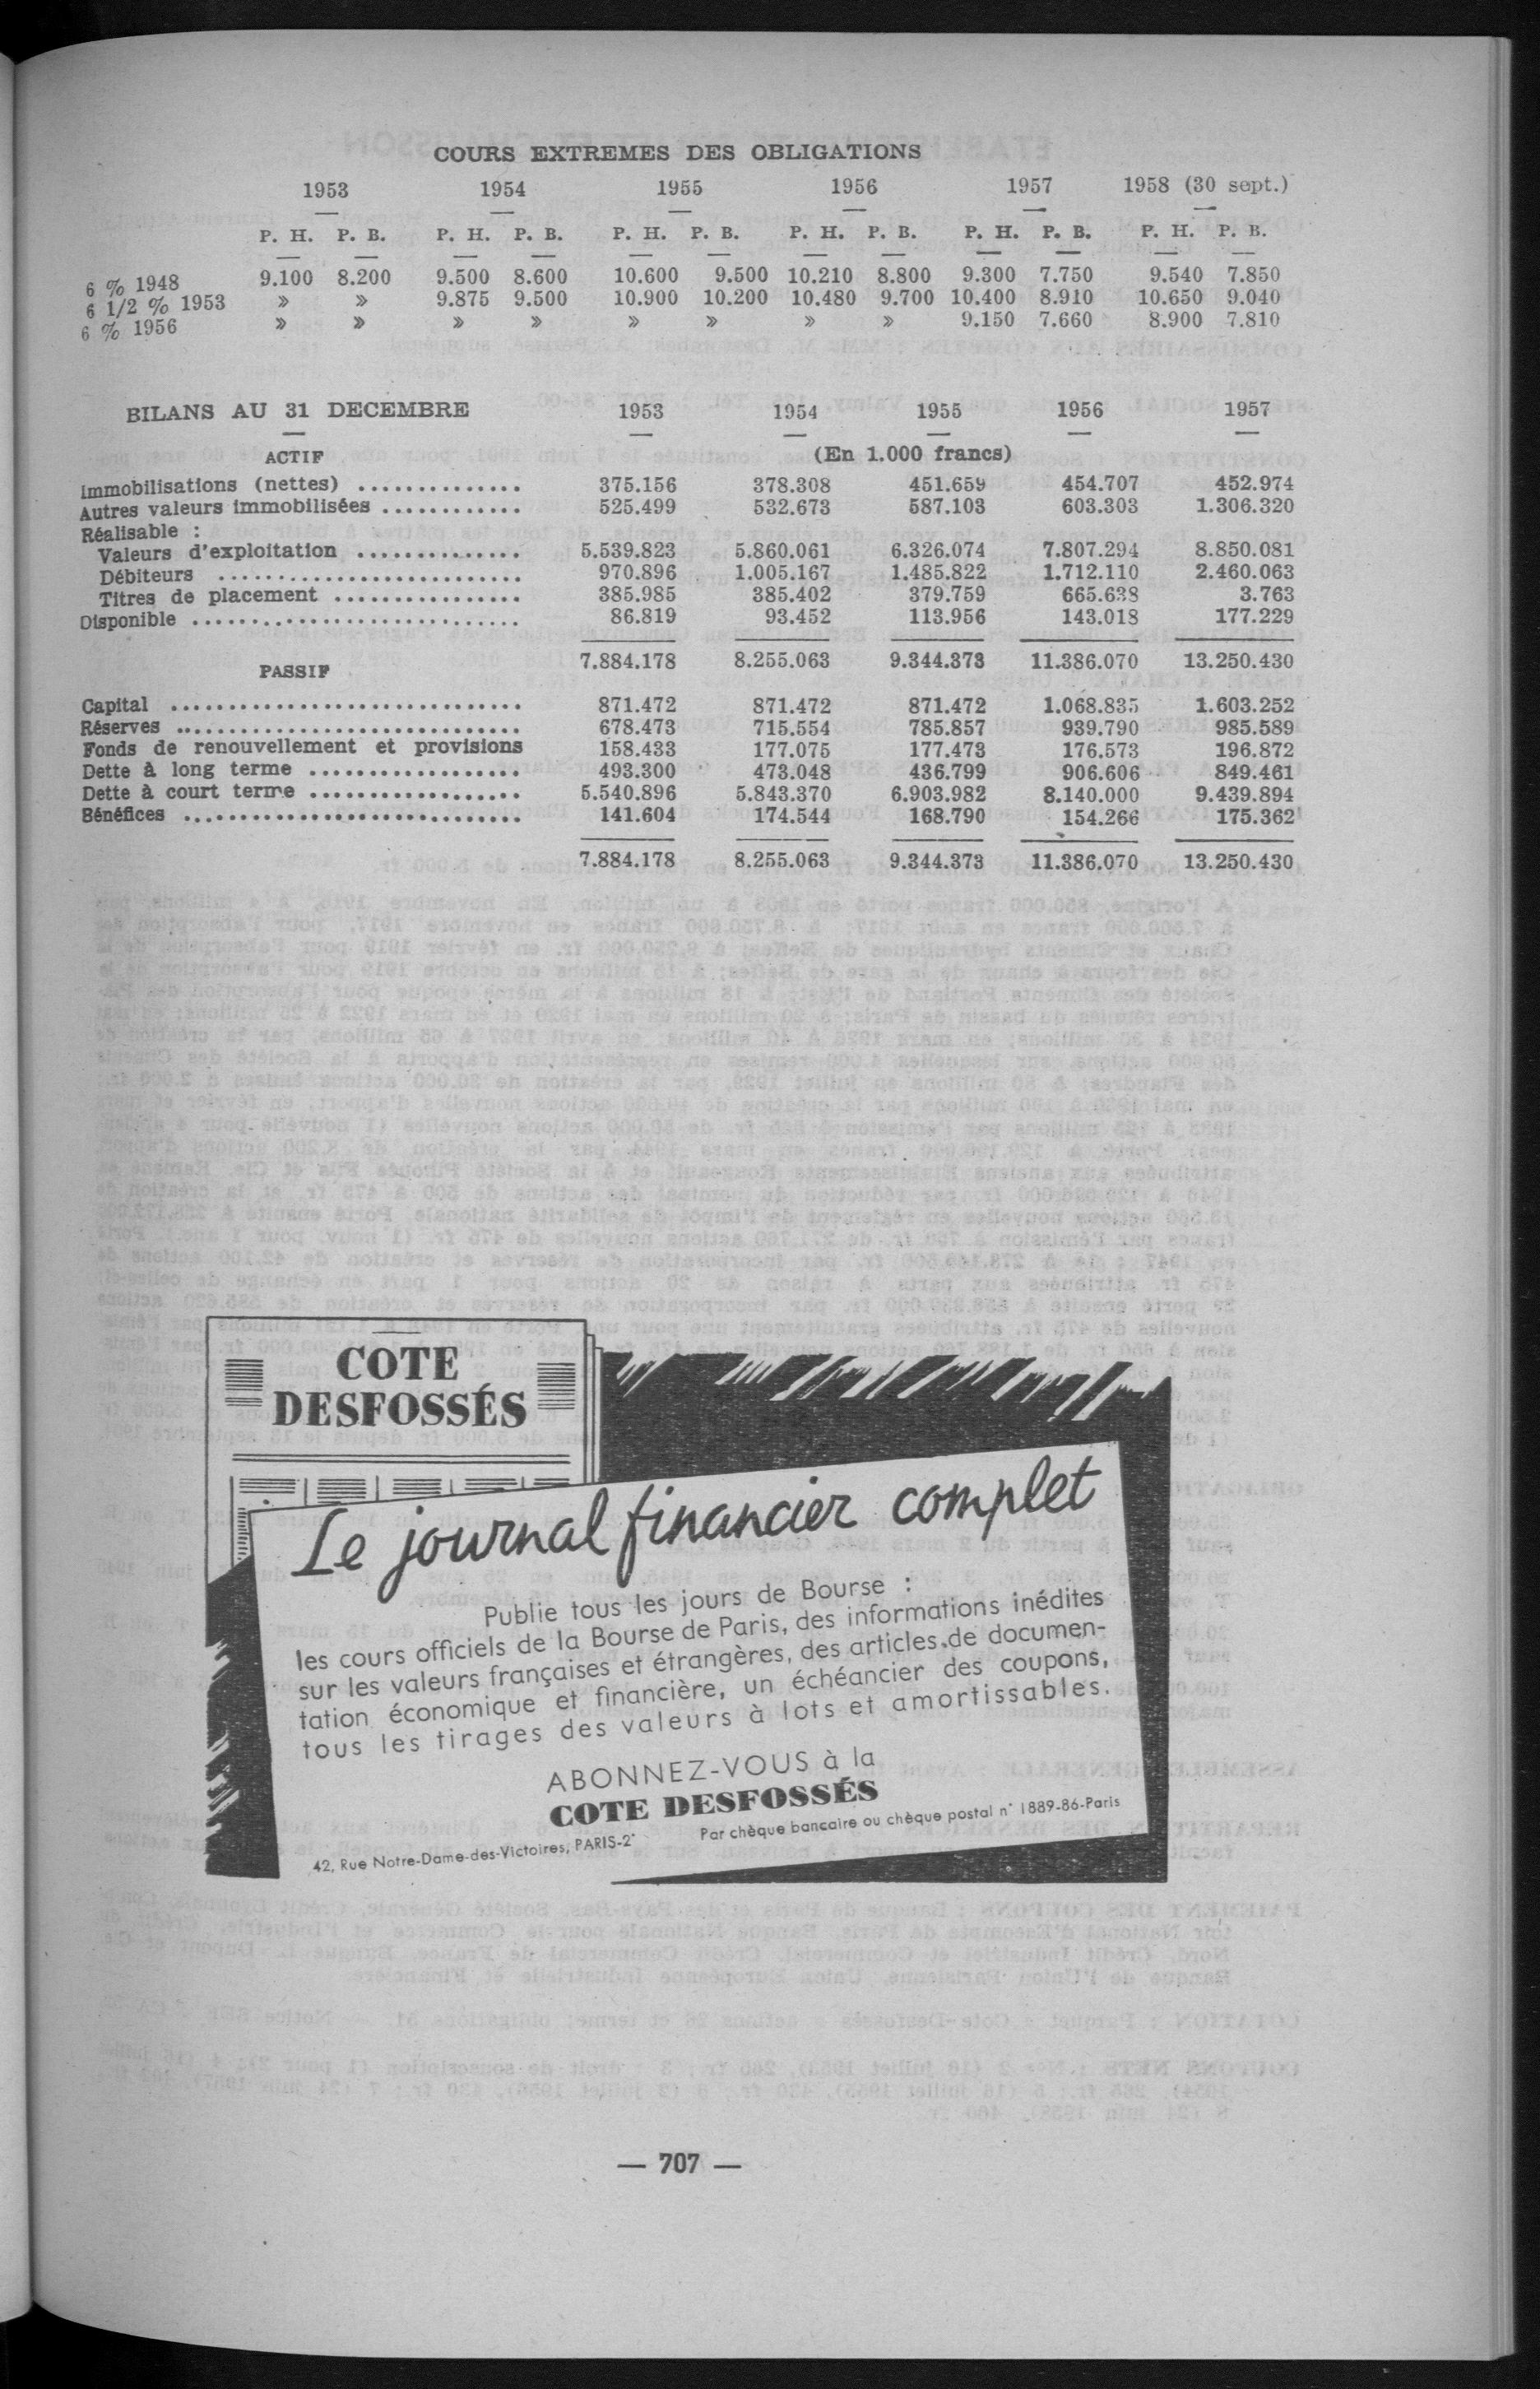 COURS EXTREMES DES OBLIGATIONS
1953 1954 1955 1956 1957 1958 (30 sept.)
P. H. P. B. P. H. P. B. P. H. P. B. P. H. P. B. P. H. P. B. P. H. P. B.
6 % 1948 9.100 8.200 9.500 8.600 10.600 9.500 10.210 8.800 9.300 7.750 9.540 7.850
6 1/2 % 1953 » » 9.875 9.500 10.900 10.200 10.480 9.700 10.400 8.910 10.650 9.040
6 % 1956 » » » » » » » » 9.150 7.660 8.900 7.810
BILANS AU 31 DECEMBRE 1953 1954 1955 1956 1957
ACTIF (En 1.000 francs)
Immobilisations (nettes) .............. 375.156 378.308 451.659 454.707 452.974
Autres valeurs immobilisées ............ 525.499 532.673 587.103 603.303 1.306.320
Réalisable :
Valeurs d'exploitation .............. 5.539.823 5.860.061 6.326.074 7.807.294 8.850.081
Débiteurs .......................... 970.896 1.005.167 1.485.822 1.712.110 2.460.063
Titres de placement ................ 385.985 385.402 379.759 665.638 3.763
Disponible ............................ 86.819 93.452 113.956 143.018 177.229
7.884.178 8.255.063 9.344.373 11.386.070 13.250.430
PASSIF
Capital .............................. 871.472 871.472 871.472 1.068.835 1.603.252
Réserves .............................. 678.473 715.554 785.857 939.790 985.589
Fonds de renouvellement et provisions 158.433 177.075 177.473 176.573 196.872
Dette à long terme .................. 493.300 473.048 436.799 906.606 849.461
Dette à court terme .................. 5.540.896 5.843.370 6.903.982 8.140.000 9.439.894
Bénéfices ............................. 141.604 174.544 168.790 154.266 175.362
7.884.178 8.255.063 9.344.373 11.386.070 13.250.430
COTE
DESFOSSÉS
Le journal financier complet
Publie tous les jours de Bourse :
les cours officiels de la Bourse de Paris, des informations inédites
sur les valeurs françaises et étrangères, des articles de documen-
tation économique et financière, un échéancier des coupons,
tous les tirages des valeurs à lots et amortissables.
ABONNEZ-VOUS à la
COTE DESFOSSÉS
42, Rue Notre-Dame-des-Victoires, PARIS-2e Par chèque bancaire ou chèque postal n° 1889-86-Paris
— 707 —